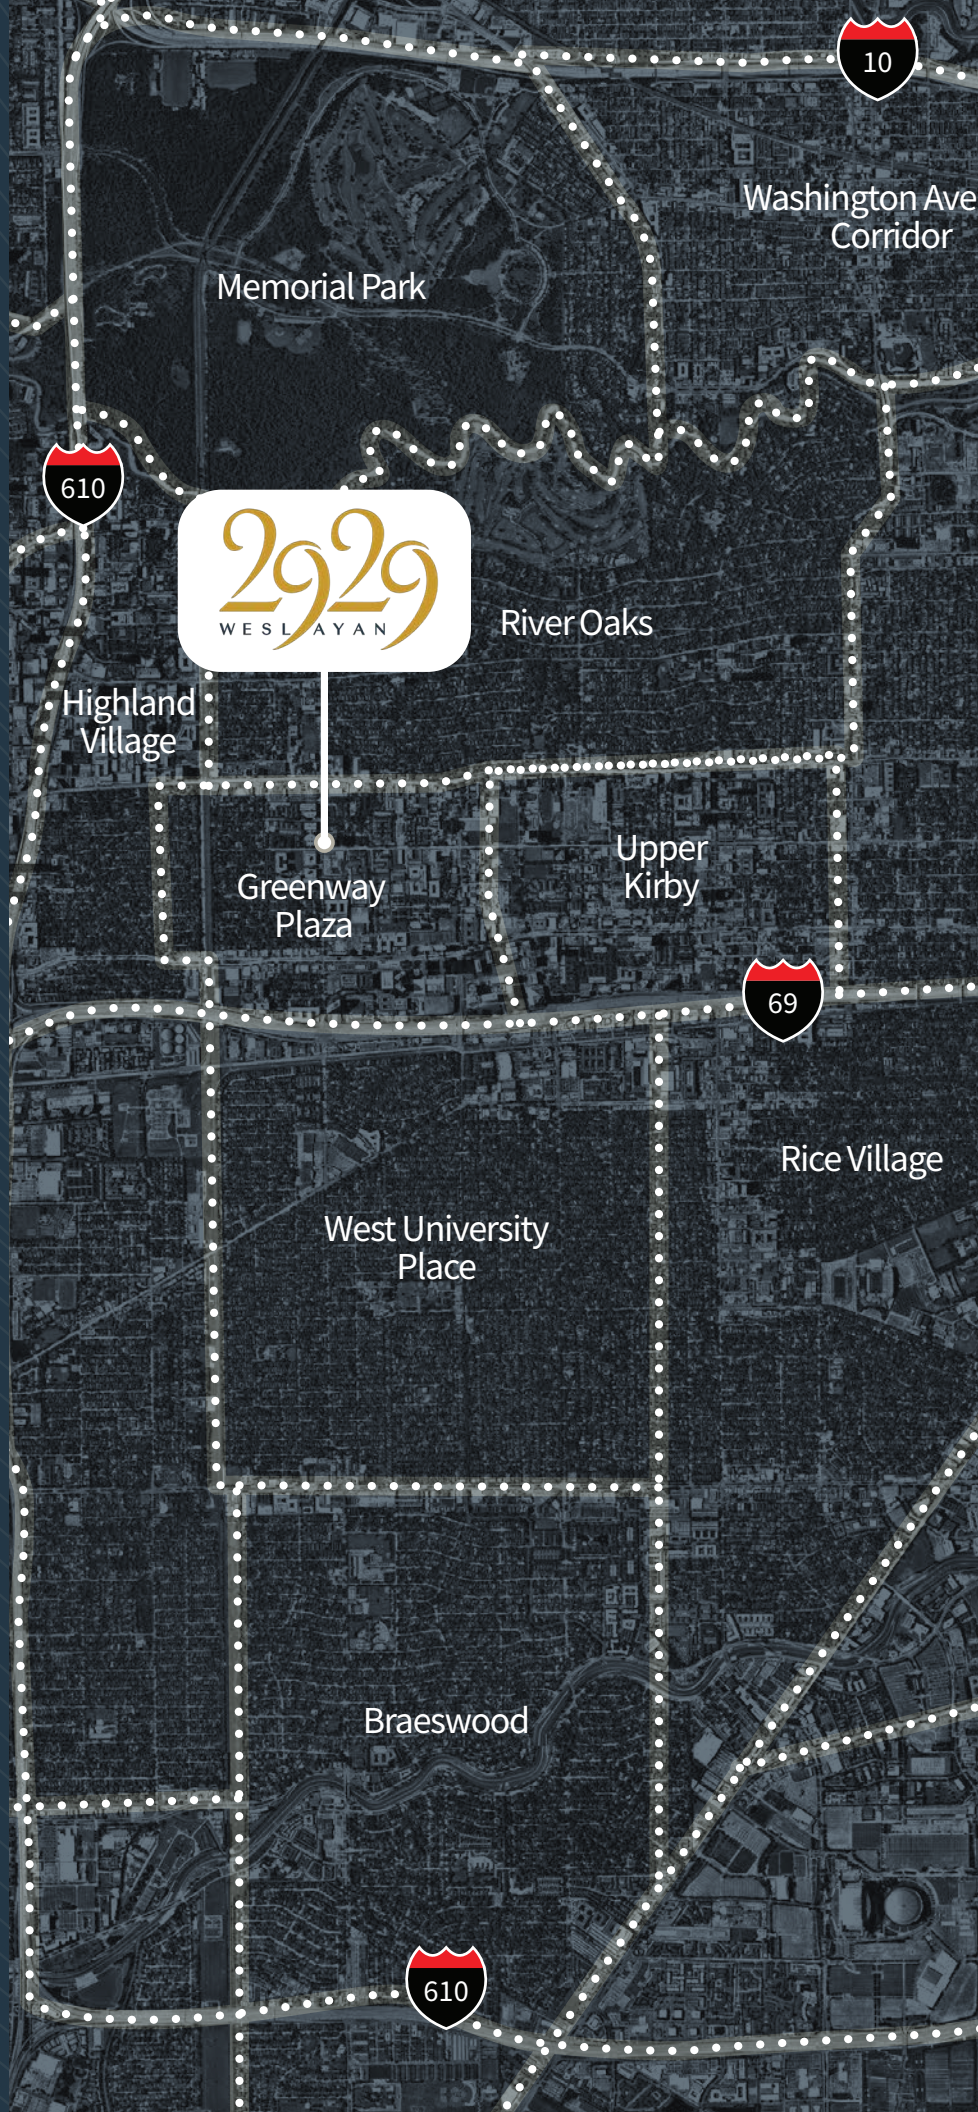 10
Washington Ave
Corridor
Memorial Park
610
2929
WESLAYAN
River Oaks
Highland
Village
Upper
Kirby
Greenway
Plaza
69
Rice Village
West University
Place
Braeswood
610